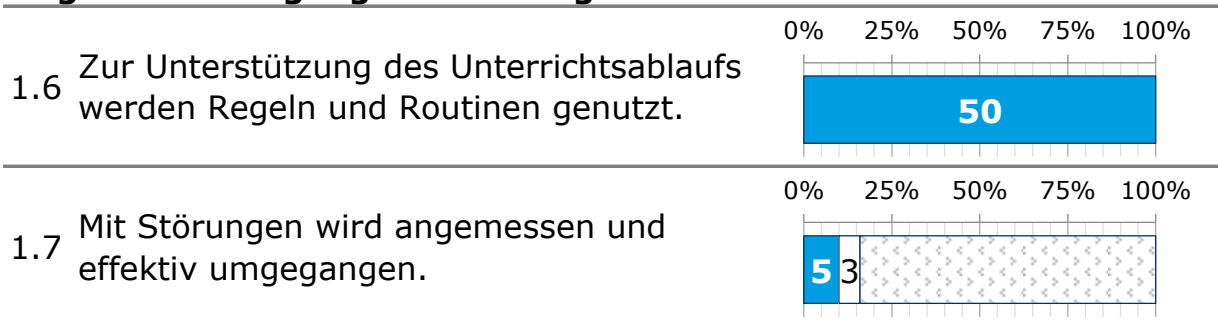 0% 25% 50% 75% 100%
1.6 Zur Unterstützung des Unterrichtsablaufs
werden Regeln und Routinen genutzt.
50
0% 25% 50% 75% 100%
1.7 Mit Störungen wird angemessen und
effektiv umgegangen.
5 3